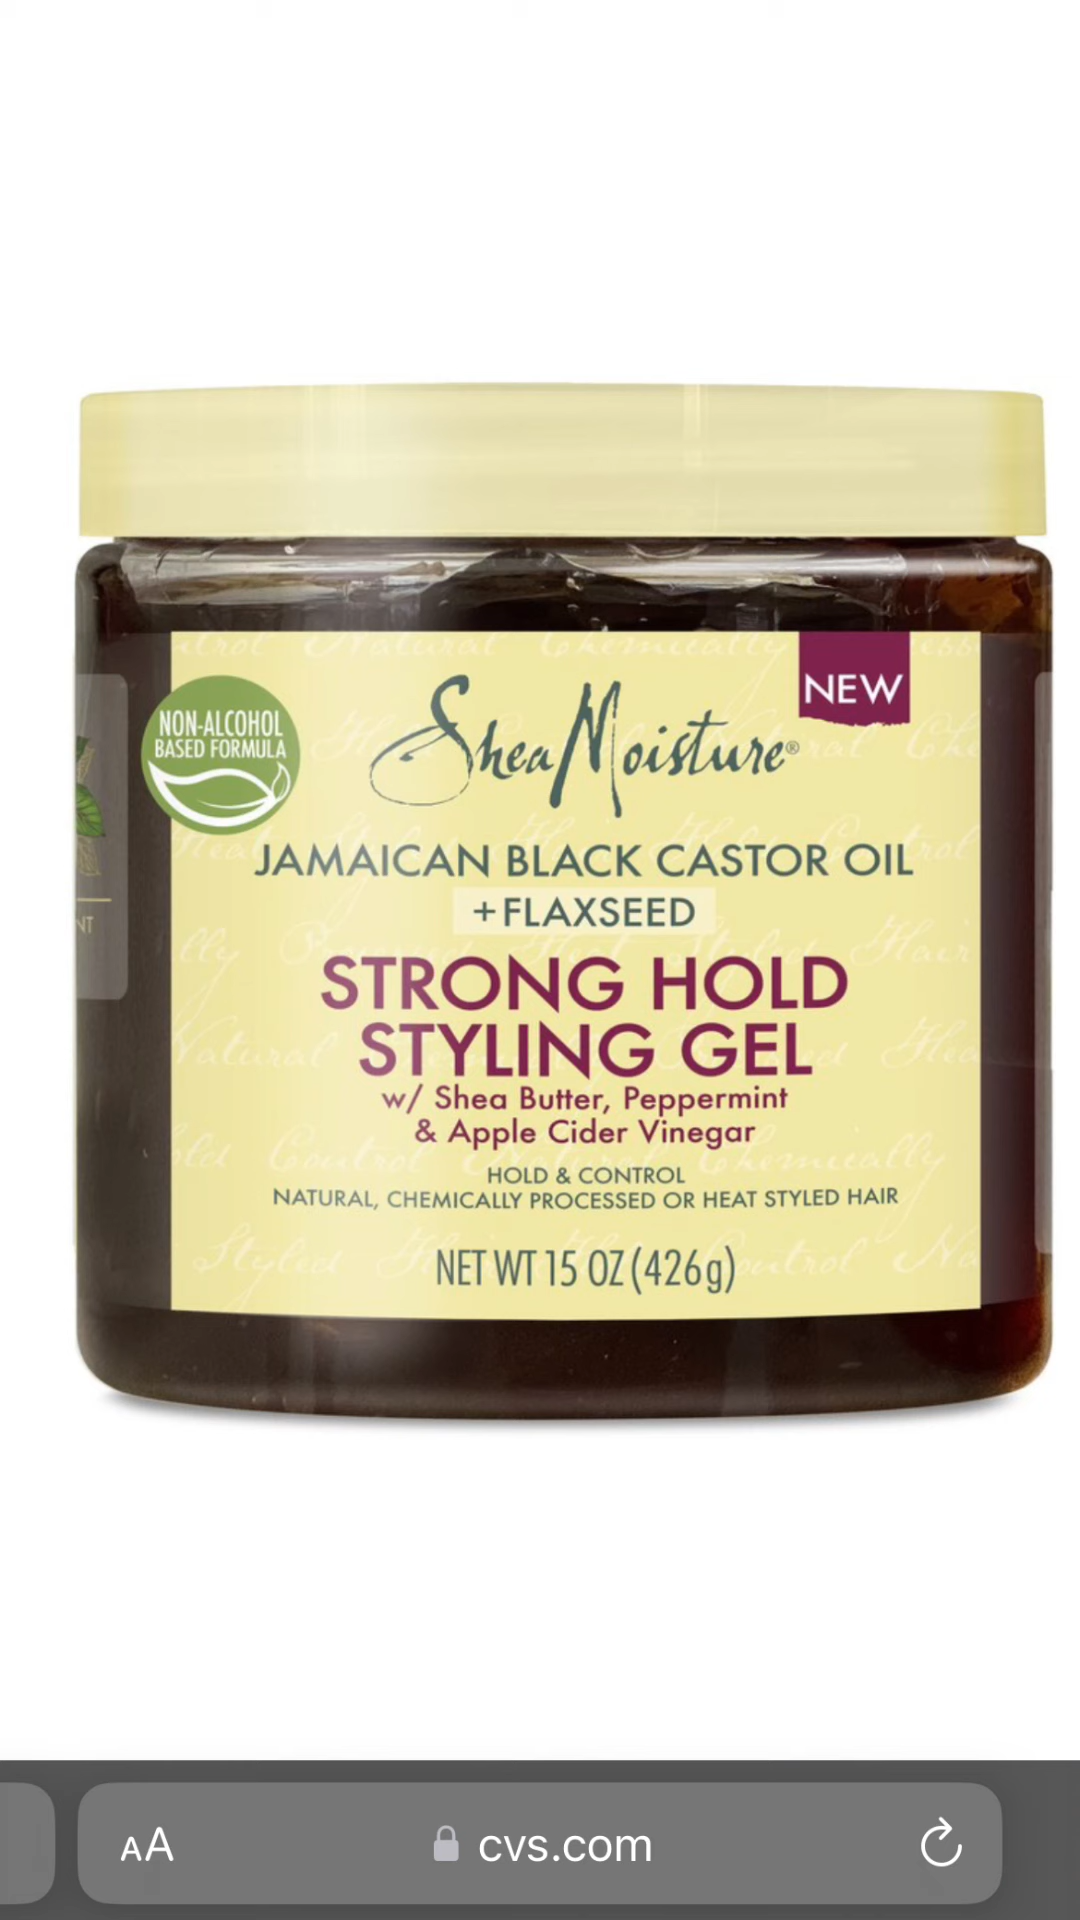 NEW
NON-ALCOHOL
BASED FORMULA
SheaMoisture®
JAMAICAN BLACK CASTOR OIL
+FLAXSEED
STRONG HOLD
STYLING GEL
w/ Shea Butter, Peppermint
& Apple Cider Vinegar
HOLD & CONTROL
NATURAL, CHEMICALLY PROCESSED OR HEAT STYLED HAIR
NET WT 15 OZ (426g)
NT
AA
cvs.com